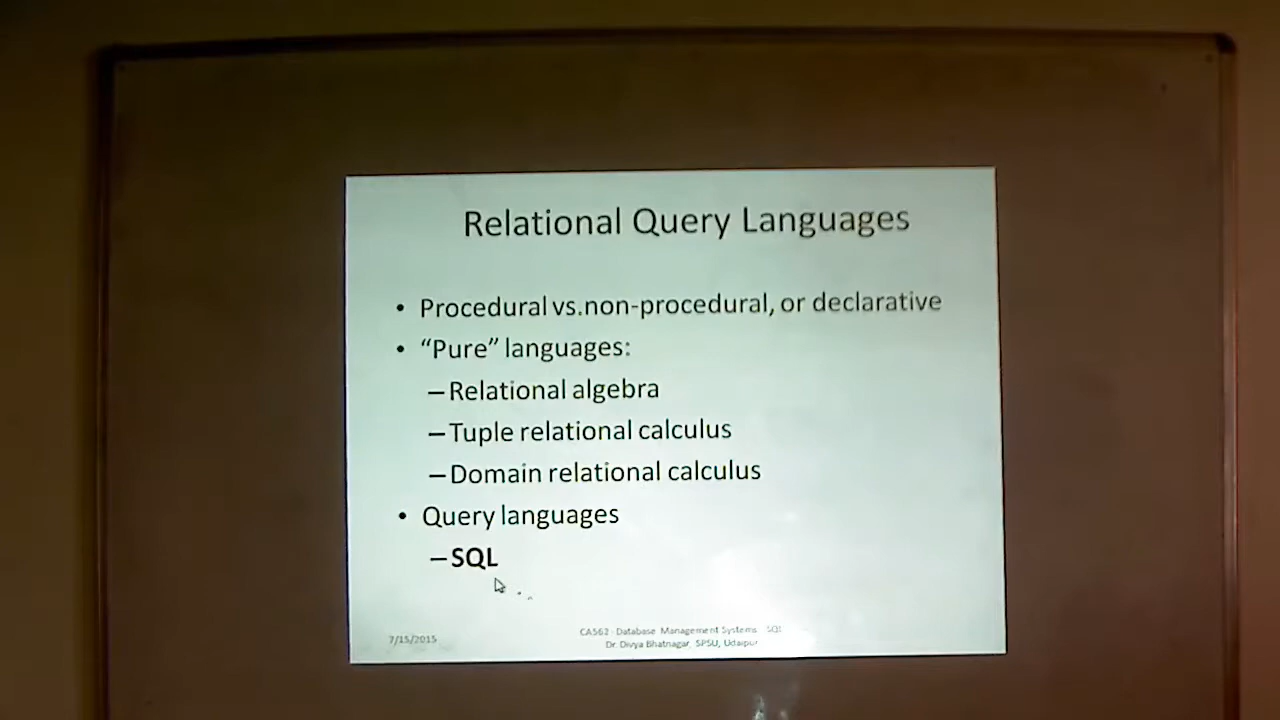 Relational Query Languages
• Procedural vs.non-procedural, or declarative
• “Pure” languages:
–Relational algebra
–Tuple relational calculus
–Domain relational calculus
• Query languages
–SQL
7/15/2015
CA562 - Database Management Systems SQL
Dr. Divya Bhatnagar, SPSU, Udaipur